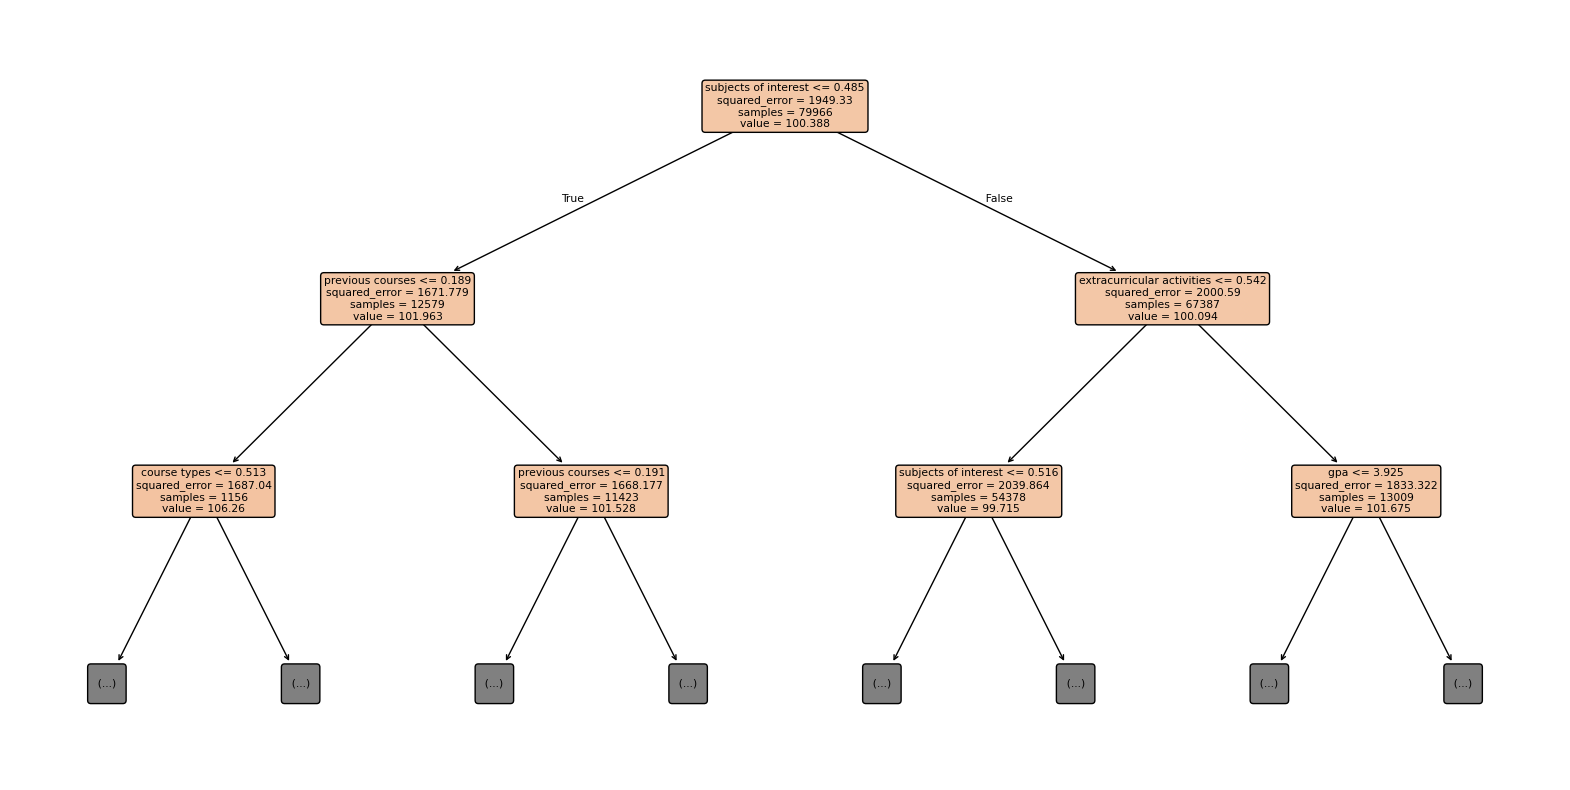 subjects of interest <= 0.485
squared_error = 1949.33
samples = 79966
value = 100.388
True
False
previous courses <= 0.189
squared_error = 1671.779
samples = 12579
value = 101.963
extracurricular activities <= 0.542
squared_error = 2000.59
samples = 67387
value = 100.094
course types <= 0.513
squared_error = 1687.04
samples = 1156
value = 106.26
previous courses <= 0.191
squared_error = 1668.177
samples = 11423
value = 101.528
subjects of interest <= 0.516
squared_error = 2039.864
samples = 54378
value = 99.715
gpa <= 3.925
squared_error = 1833.322
samples = 13009
value = 101.675
(...)
(...)
(...)
(...)
(...)
(...)
(...)
(...)